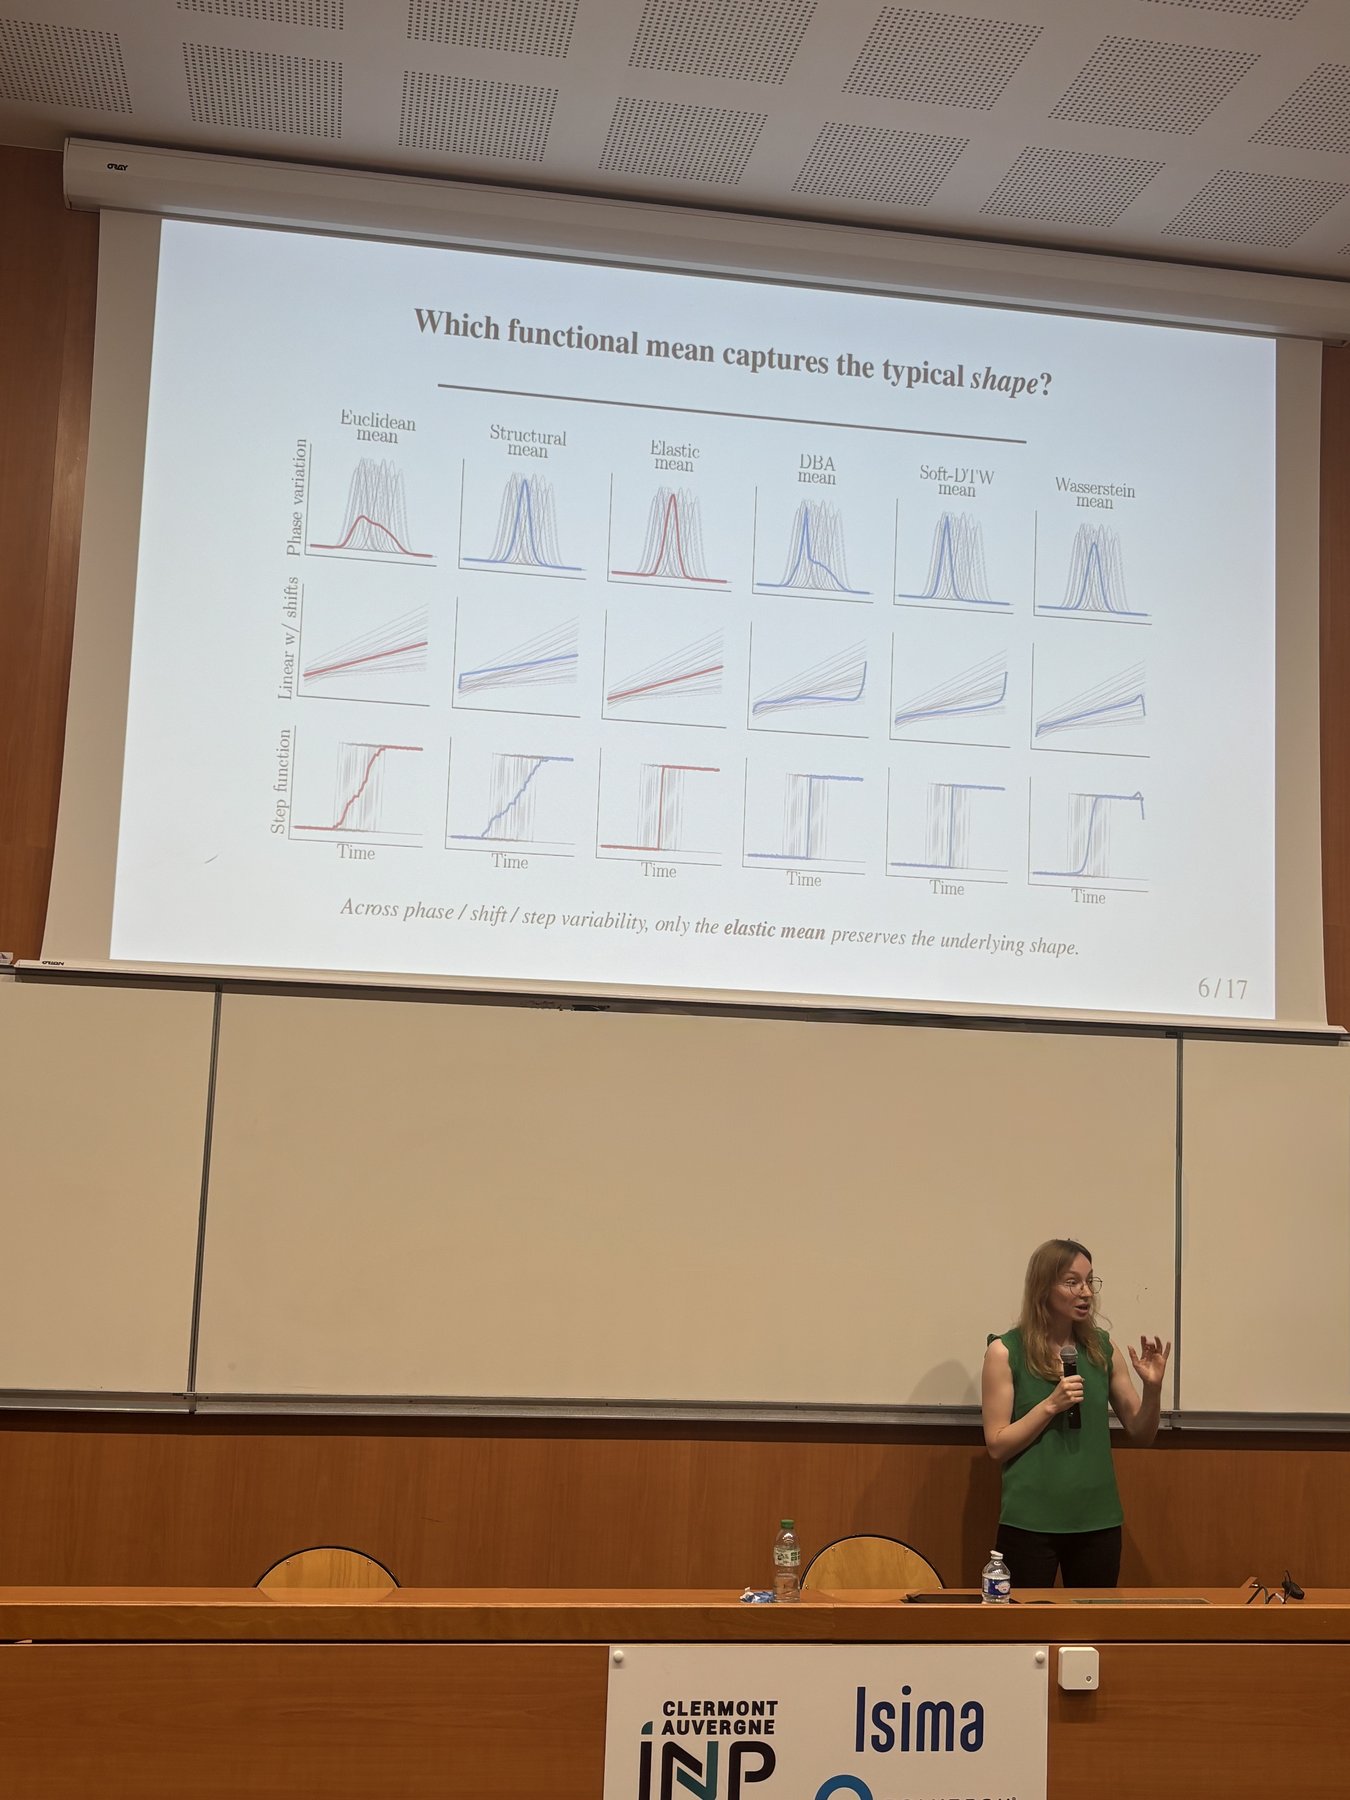 ORAY
Which functional mean captures the typical shape?
Euclidean
mean
Structural
mean
Elastic
mean
DBA
mean
Soft-DTW
mean
Wasserstein
mean
Phase variation
Linear w/ shifts
Step function
Time
Time
Time
Time
Time
Time
Across phase / shift / step variability, only the elastic mean preserves the underlying shape.
6/17
CLERMONT
AUVERGNE
iNP
Isima